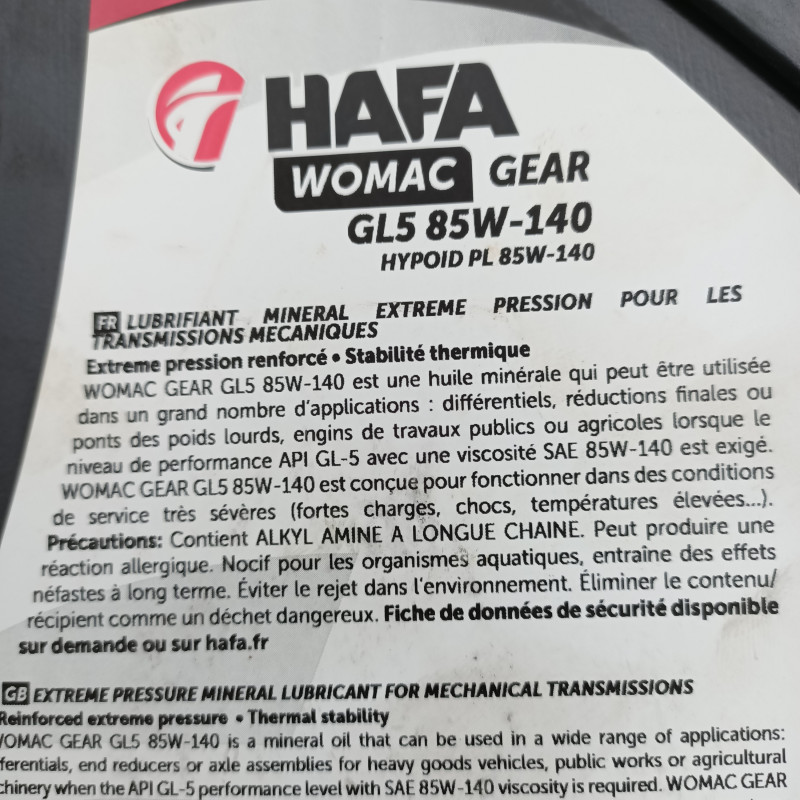 HAFA
WOMAC GEAR
GL5 85W-140
HYPOID PL 85W-140
FR LUBRIFIANT MINERAL EXTREME PRESSION POUR LES
TRANSMISSIONS MECANIQUES
Extreme pression renforcé • Stabilité thermique
WOMAC GEAR GL5 85W-140 est une huile minérale qui peut être utilisée
dans un grand nombre d'applications : différentiels, réductions finales ou
ponts des poids lourds, engins de travaux publics ou agricoles lorsque le
niveau de performance API GL-5 avec une viscosité SAE 85W-140 est exigé.
WOMAC GEAR GL5 85W-140 est conçue pour fonctionner dans des conditions
de service très sévères (fortes charges, chocs, températures élevées...).
Précautions: Contient ALKYL AMINE A LONGUE CHAINE. Peut produire une
réaction allergique. Nocif pour les organismes aquatiques, entraîne des effets
néfastes à long terme. Éviter le rejet dans l'environnement. Éliminer le contenu/
récipient comme un déchet dangereux. Fiche de données de sécurité disponible
sur demande ou sur hafa.fr
GB EXTREME PRESSURE MINERAL LUBRICANT FOR MECHANICAL TRANSMISSIONS
Reinforced extreme pressure • Thermal stability
WOMAC GEAR GL5 85W-140 is a mineral oil that can be used in a wide range of applications:
ferentials, end reducers or axle assemblies for heavy goods vehicles, public works or agricultural
chinery when the API GL-5 performance level with SAE 85W-140 viscosity is required. WOMAC GEAR